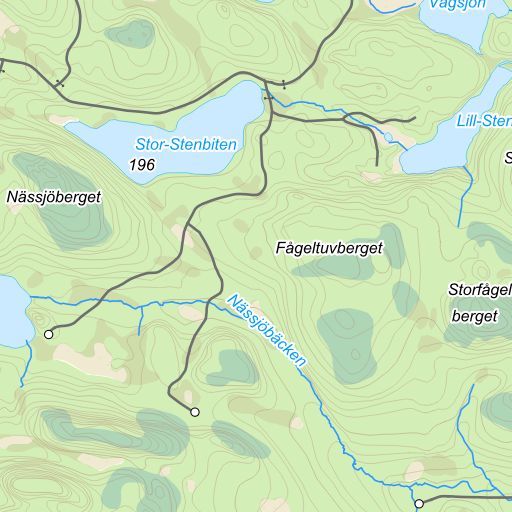 Vågsjön
Lill-Sten
Stor-Stenbiten
196
Nässjöberget
Fågeltuvberget
Storfågel
berget
Nässjöbäcken